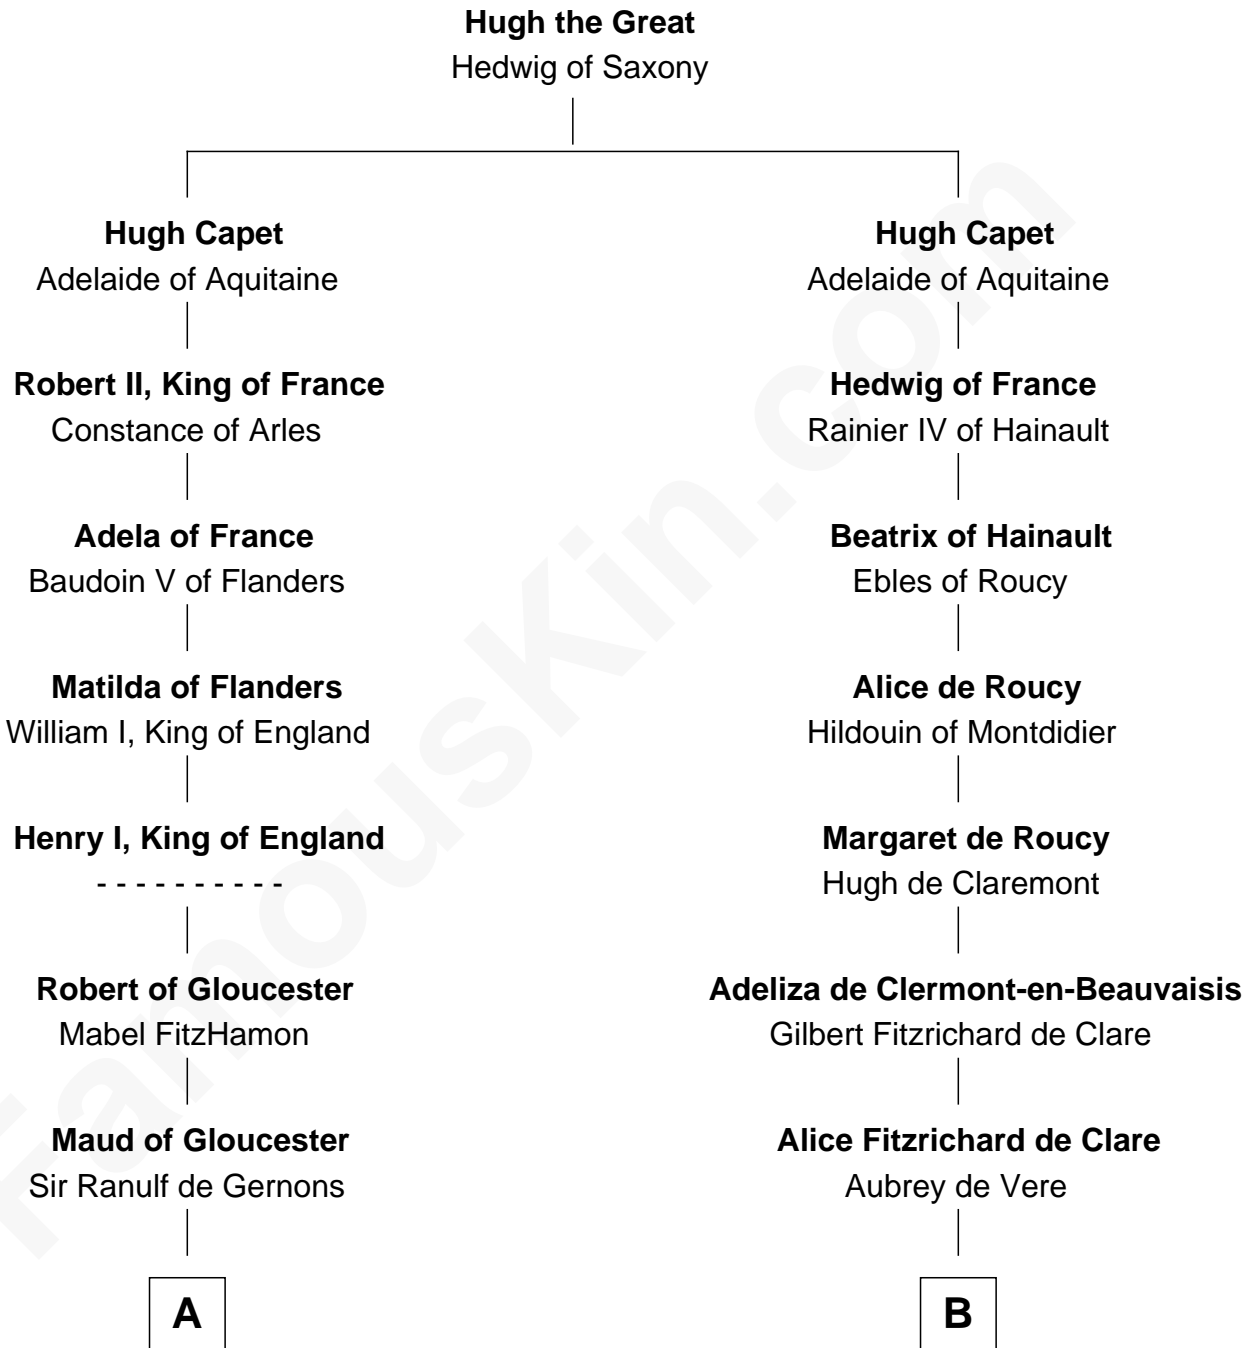 Hugh the Great
Hedwig of Saxony
Hugh Capet
Adelaide of Aquitaine
Robert II, King of France
Constance of Arles
Adela of France
Baudoin V of Flanders
Matilda of Flanders
William I, King of England
Henry I, King of England
- - - - - - - - - -
Robert of Gloucester
Mabel FitzHamon
Maud of Gloucester
Sir Ranulf de Gernons
A
Hugh Capet
Adelaide of Aquitaine
Hedwig of France
Rainier IV of Hainault
Beatrix of Hainault
Ebles of Roucy
Alice de Roucy
Hildouin of Montdidier
Margaret de Roucy
Hugh de Claremont
Adeliza de Clermont-en-Beauvaisis
Gilbert Fitzrichard de Clare
Alice Fitzrichard de Clare
Aubrey de Vere
B
FamousKin.com